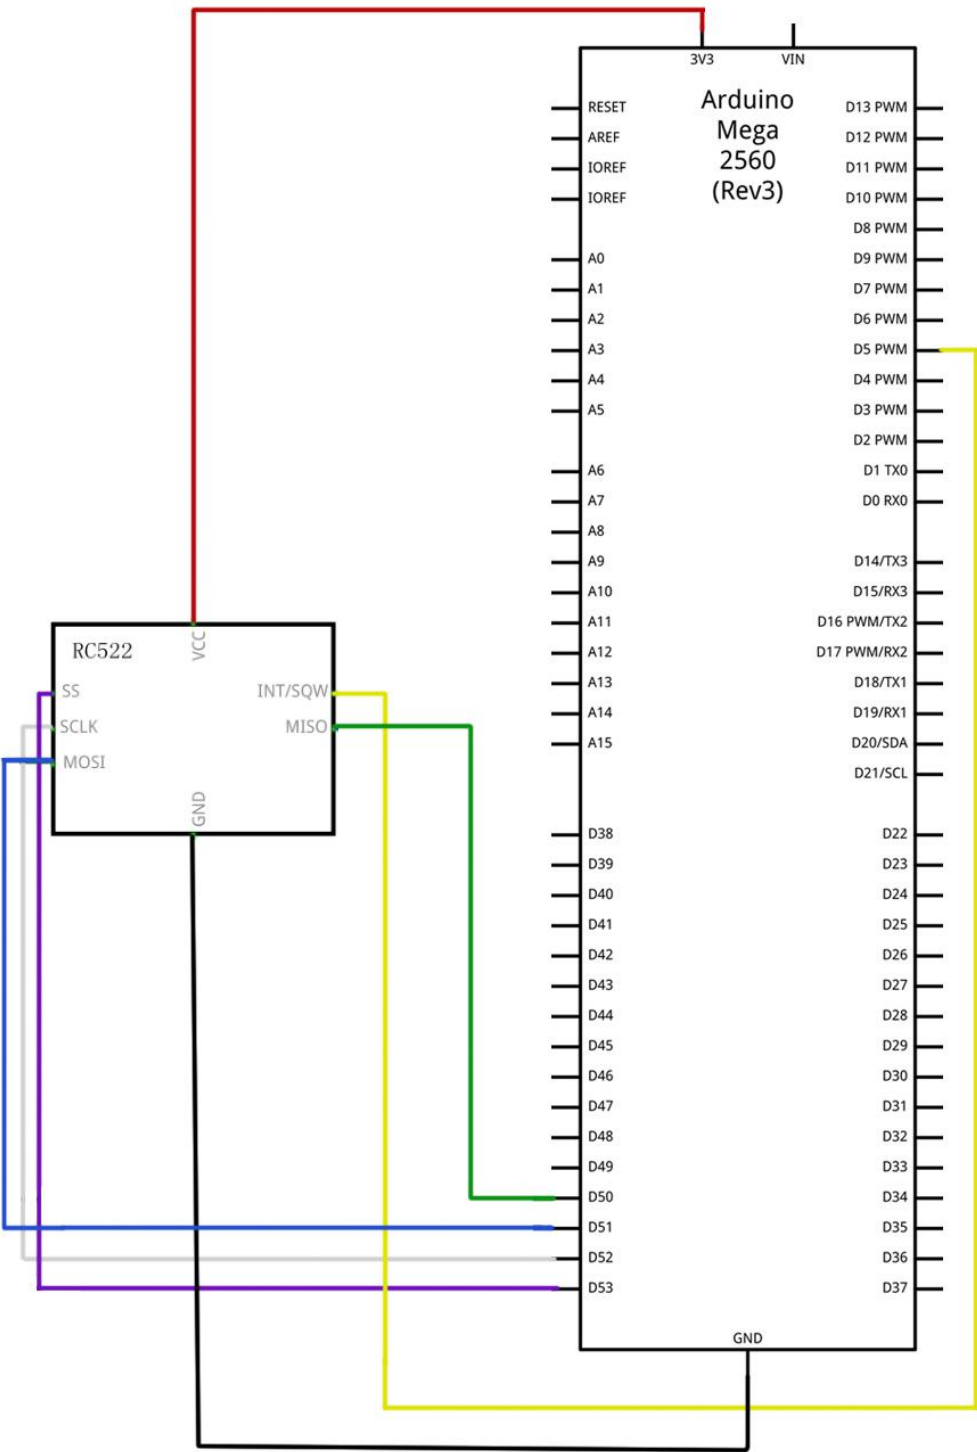 3V3
VIN
Arduino
Mega
2560
(Rev3)
RESET
AREF
IOREF
IOREF
A0
A1
A2
A3
A4
A5
A6
A7
A8
A9
A10
A11
A12
A13
A14
A15
D38
D39
D40
D41
D42
D43
D44
D45
D46
D47
D48
D49
D50
D51
D52
D53
D13 PWM
D12 PWM
D11 PWM
D10 PWM
D8 PWM
D9 PWM
D7 PWM
D6 PWM
D5 PWM
D4 PWM
D3 PWM
D2 PWM
D1 TX0
D0 RX0
D14/TX3
D15/RX3
D16 PWM/TX2
D17 PWM/RX2
D18/TX1
D19/RX1
D20/SDA
D21/SCL
D22
D23
D24
D25
D26
D27
D28
D29
D30
D31
D32
D33
D34
D35
D36
D37
GND
RC522
VCC
SS
SCLK
MOSI
INT/SQW
MISO
GND